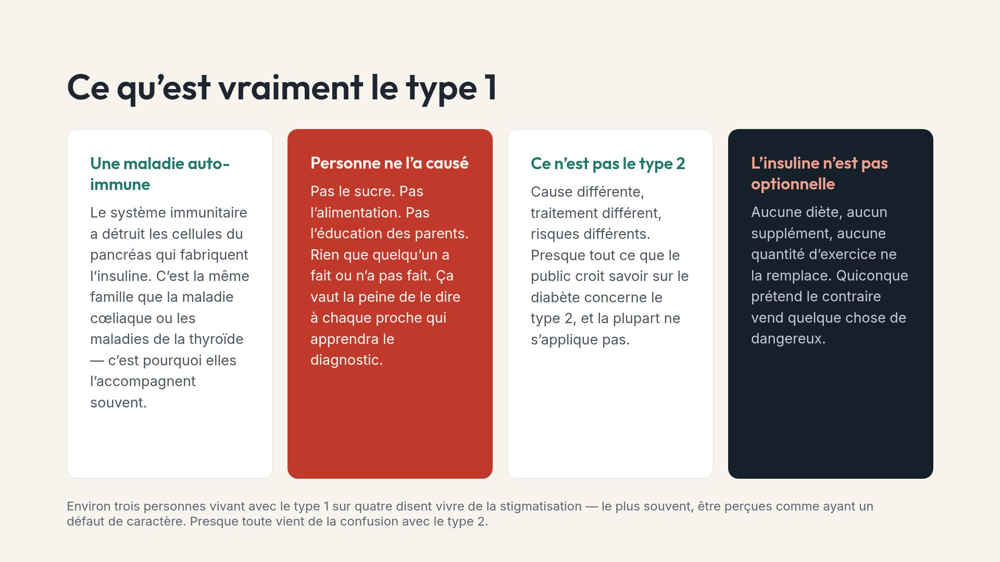 Ce qu’est vraiment le type 1
Une maladie auto-
immune
Le système immunitaire
a détruit les cellules du
pancréas qui fabriquent
l’insuline. C’est la même
famille que la maladie
cœliaque ou les
maladies de la thyroïde
— c’est pourquoi elles
l’accompagnent
souvent.
Personne ne l’a causé
Pas le sucre. Pas
l’alimentation. Pas
l’éducation des parents.
Rien que quelqu’un a
fait ou n’a pas fait. Ça
vaut la peine de le dire
à chaque proche qui
apprendra le
diagnostic.
Ce n’est pas le type 2
Cause différente,
traitement différent,
risques différents.
Presque tout ce que le
public croit savoir sur le
diabète concerne le
type 2, et la plupart ne
s’applique pas.
L’insuline n’est pas
optionnelle
Aucune diète, aucun
supplément, aucune
quantité d’exercice ne
la remplace. Quiconque
prétend le contraire
vend quelque chose de
dangereux.
Environ trois personnes vivant avec le type 1 sur quatre disent vivre de la stigmatisation — le plus souvent, être perçues comme ayant un
défaut de caractère. Presque toute vient de la confusion avec le type 2.